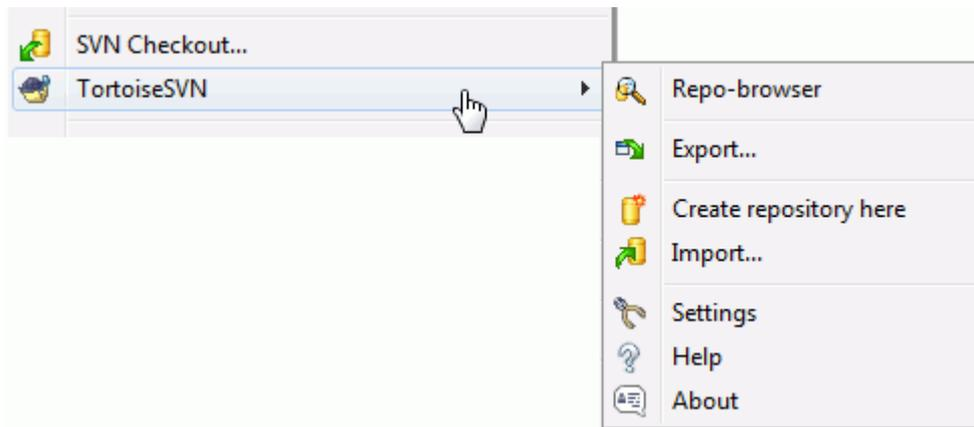 SVN Checkout...
TortoiseSVN
Repo-browser
Export...
Create repository here
Import...
Settings
Help
About